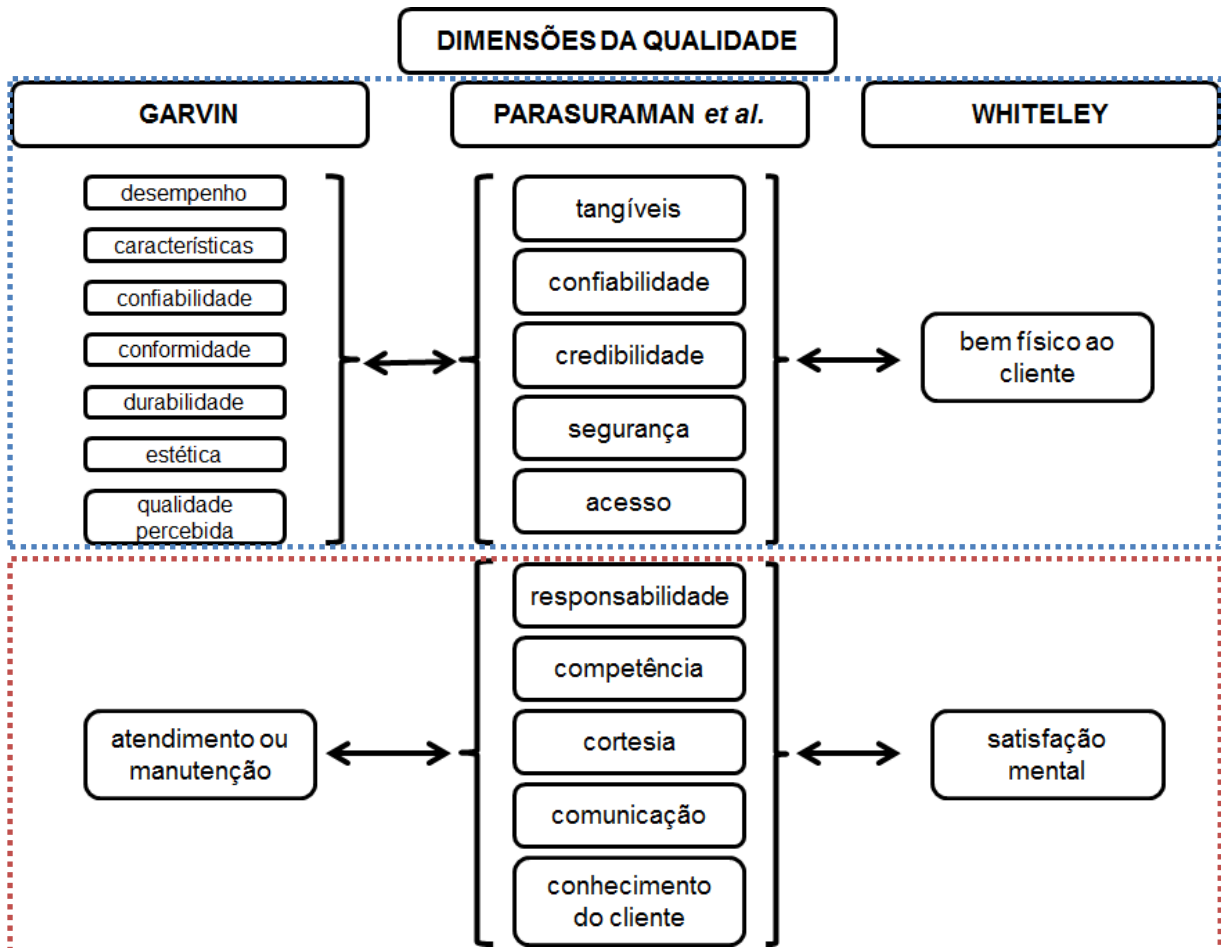 DIMENSÕES DA QUALIDADE
GARVIN
PARASURAMAN et al.
WHITELEY
desempenho
características
confiabilidade
conformidade
durabilidade
estética
qualidade
percebida
tangíveis
confiabilidade
credibilidade
segurança
acesso
bem físico ao
cliente
atendimento ou
manutenção
responsabilidade
competência
cortesia
comunicação
conhecimento
do cliente
satisfação
mental